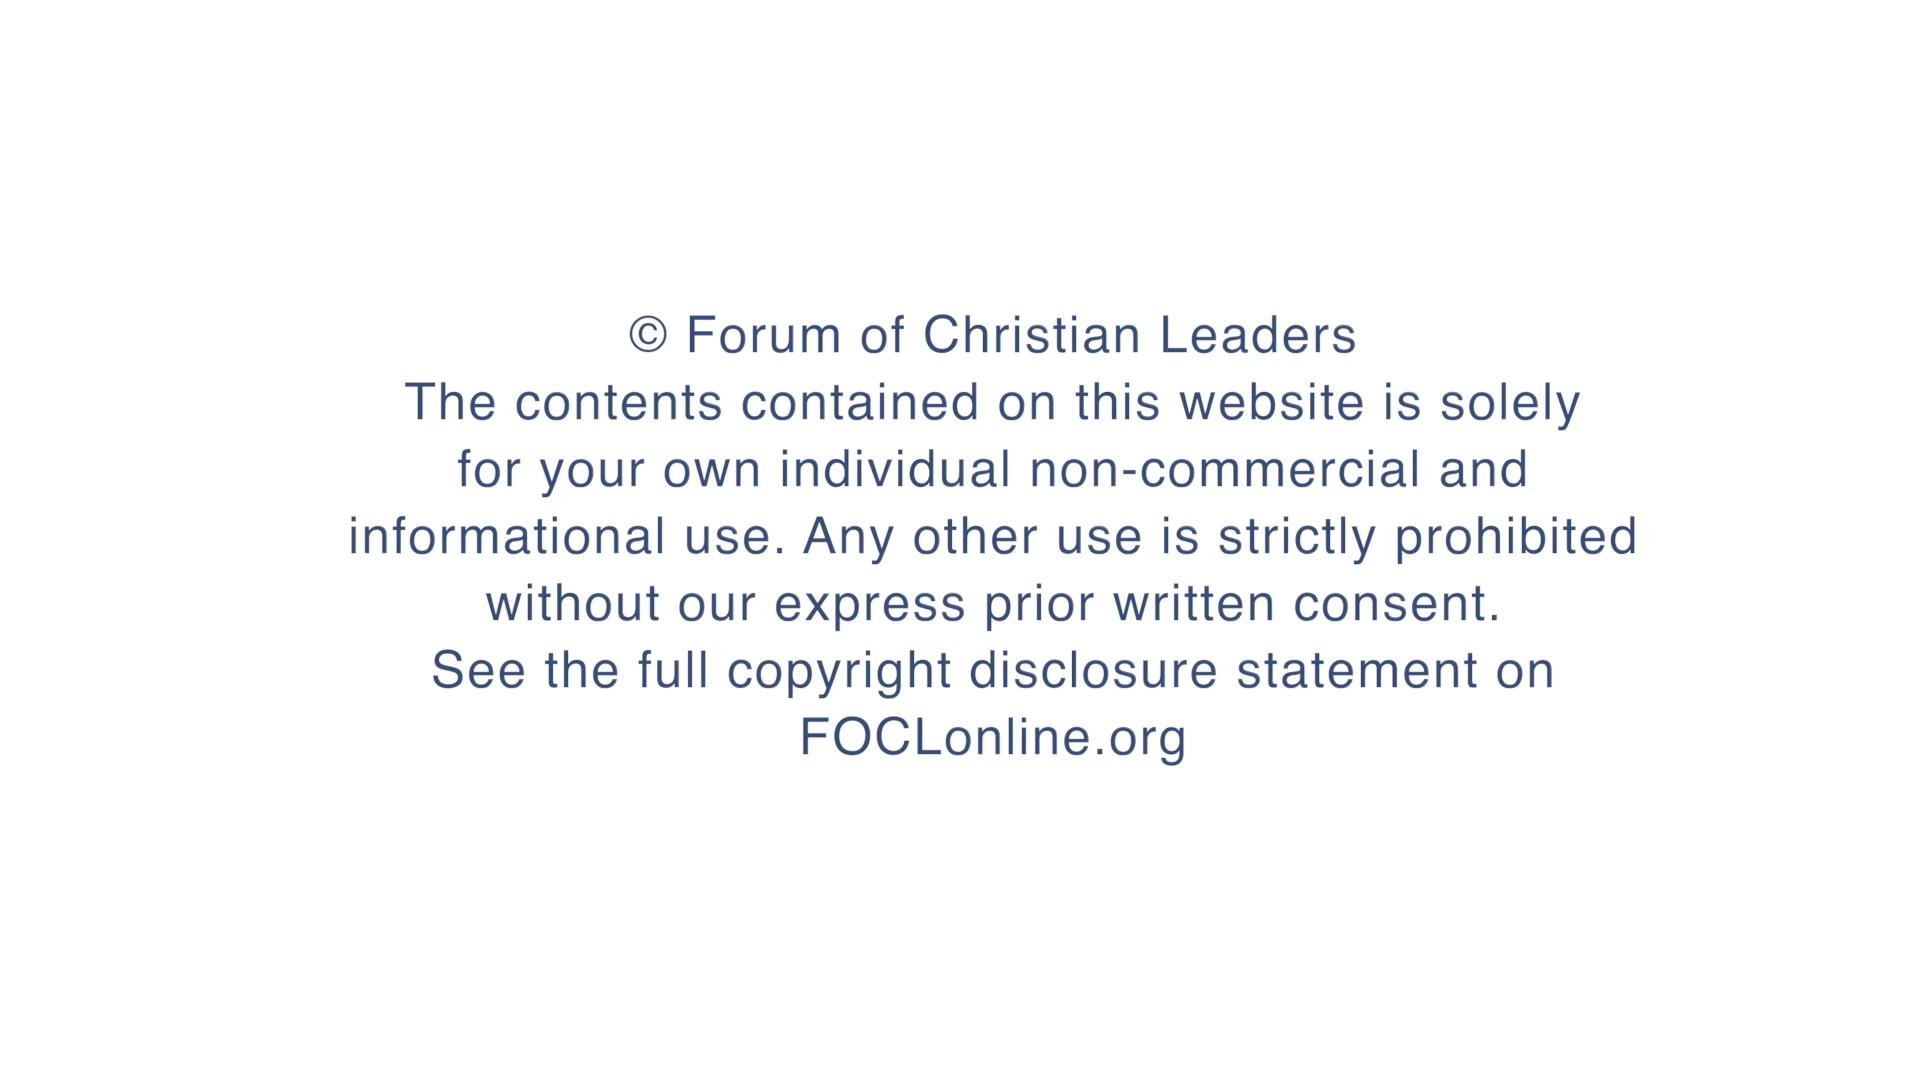 © Forum of Christian Leaders
The contents contained on this website is solely
for your own individual non-commercial and
informational use. Any other use is strictly prohibited
without our express prior written consent.
See the full copyright disclosure statement on
FOCLonline.org